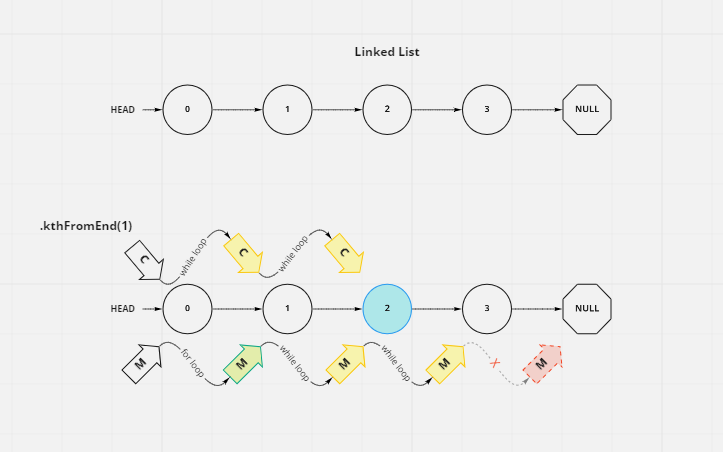 Linked List
HEAD 0 1 2 3 NULL
.kthFromEnd(1)
C while loop C while loop C
HEAD 0 1 2 3 NULL
M for loop M while loop M while loop M X M